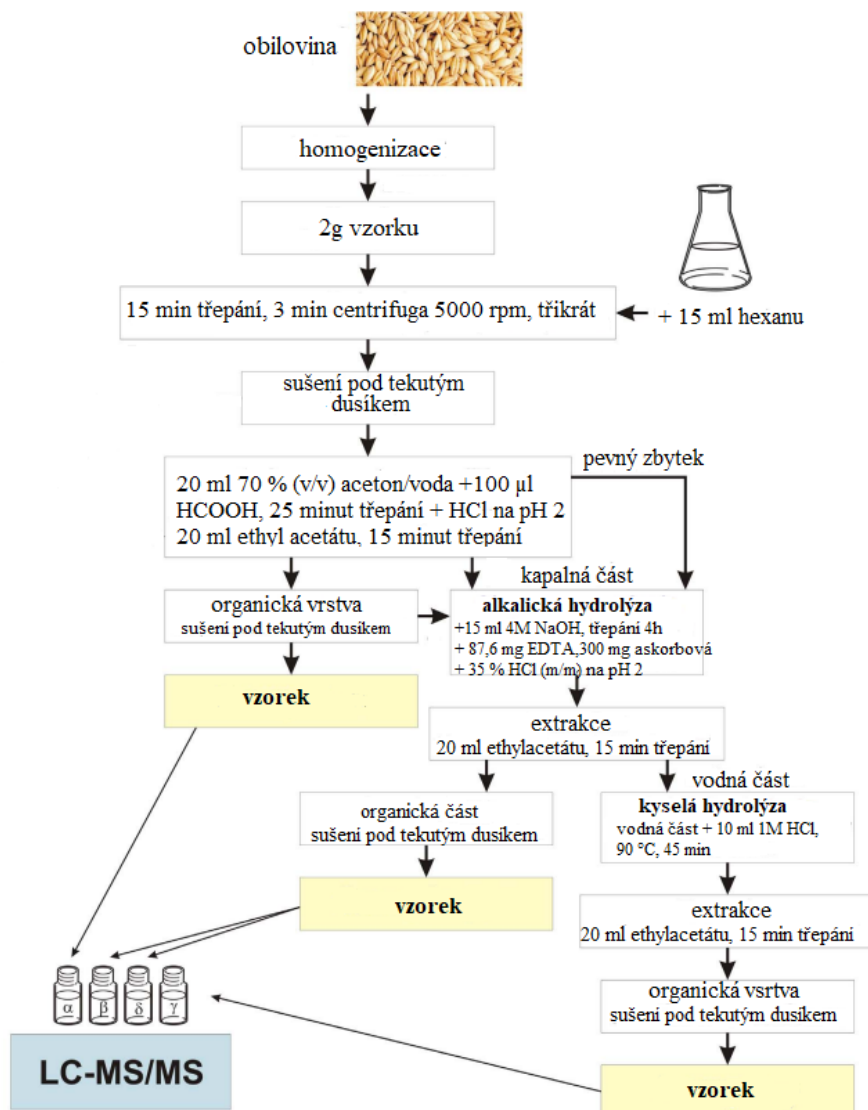 obilovina
homogenizace
2g vzorku
15 min třepání, 3 min centrifuga 5000 rpm, třikrát
+ 15 ml hexanu
sušení pod tekutým
dusíkem
pevný zbytek
20 ml 70 % (v/v) aceton/voda +100 µl
HCOOH, 25 minut třepání + HCl na pH 2
20 ml ethyl acetátu, 15 minut třepání
kapalná část
organická vrstva
sušení pod tekutým dusíkem
alkalická hydrolýza
+15 ml 4M NaOH, třepání 4h
+ 87,6 mg EDTA,300 mg askorbová
+ 35 % HCl (m/m) na pH 2
vzorek
extrakce
20 ml ethylacetátu, 15 min třepání
vodná část
organická část
sušení pod tekutým dusíkem
kyselá hydrolýza
vodná část + 10 ml 1M HCl,
90 °C, 45 min
vzorek
extrakce
20 ml ethylacetátu, 15 min třepání
α β δ γ
organická vsrtva
sušení pod tekutým dusíkem
LC-MS/MS
vzorek